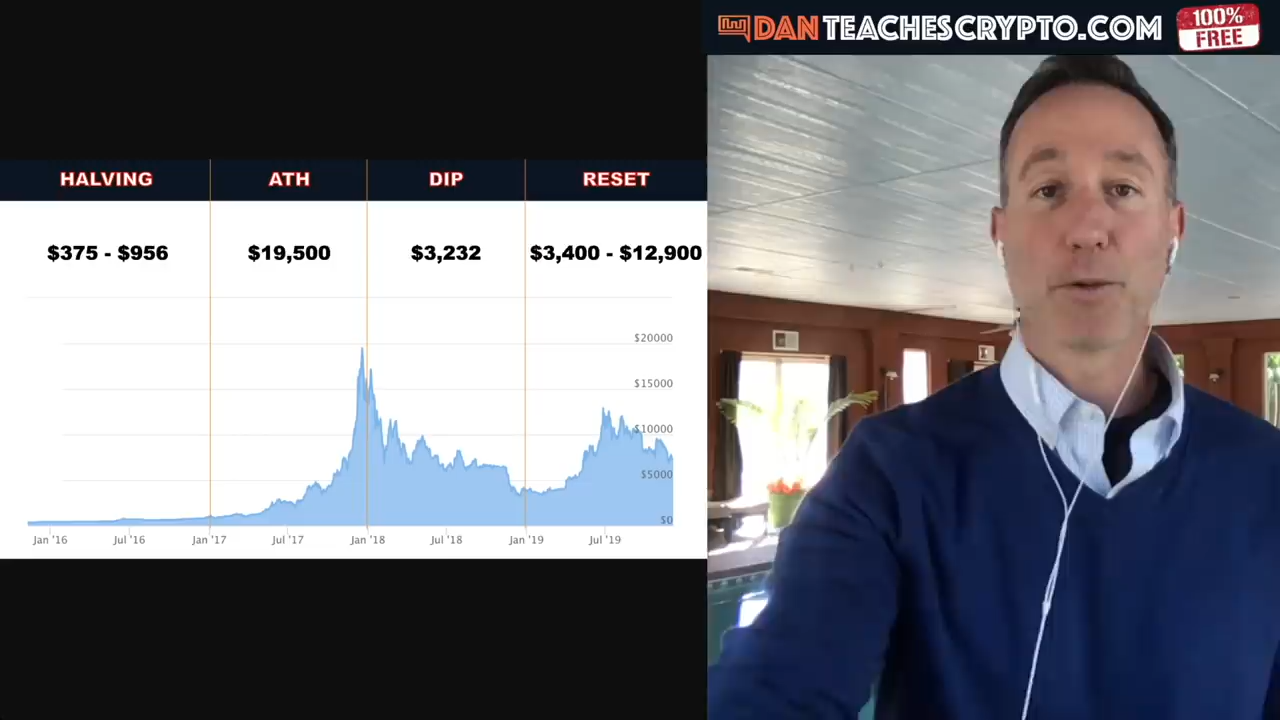 DANTEACHESCRYPTO.COM
100%
FREE
HALVING ATH DIP RESET
$375 - $956 $19,500 $3,232 $3,400 - $12,900
$20000
$15000
$10000
$5000
$0
Jan '16 Jul '16 Jan '17 Jul '17 Jan '18 Jul '18 Jan '19 Jul '19